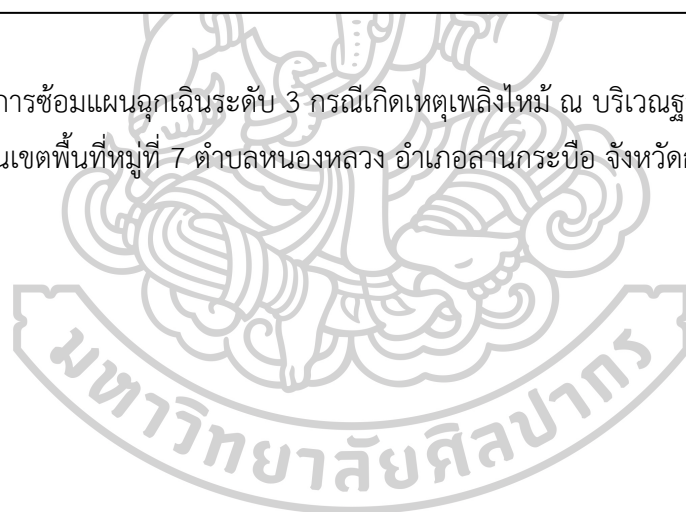 การซ้อมแผนฉุกเฉินระดับ 3 กรณีเกิดเหตุเพลิงไหม้ ณ บริเวณฐ
นเขตพื้นที่หมู่ที่ 7 ตำบลหนองหลวง อำเภอลานกระบือ จังหวัดก
มหาวิทยาลัยศิลปากร